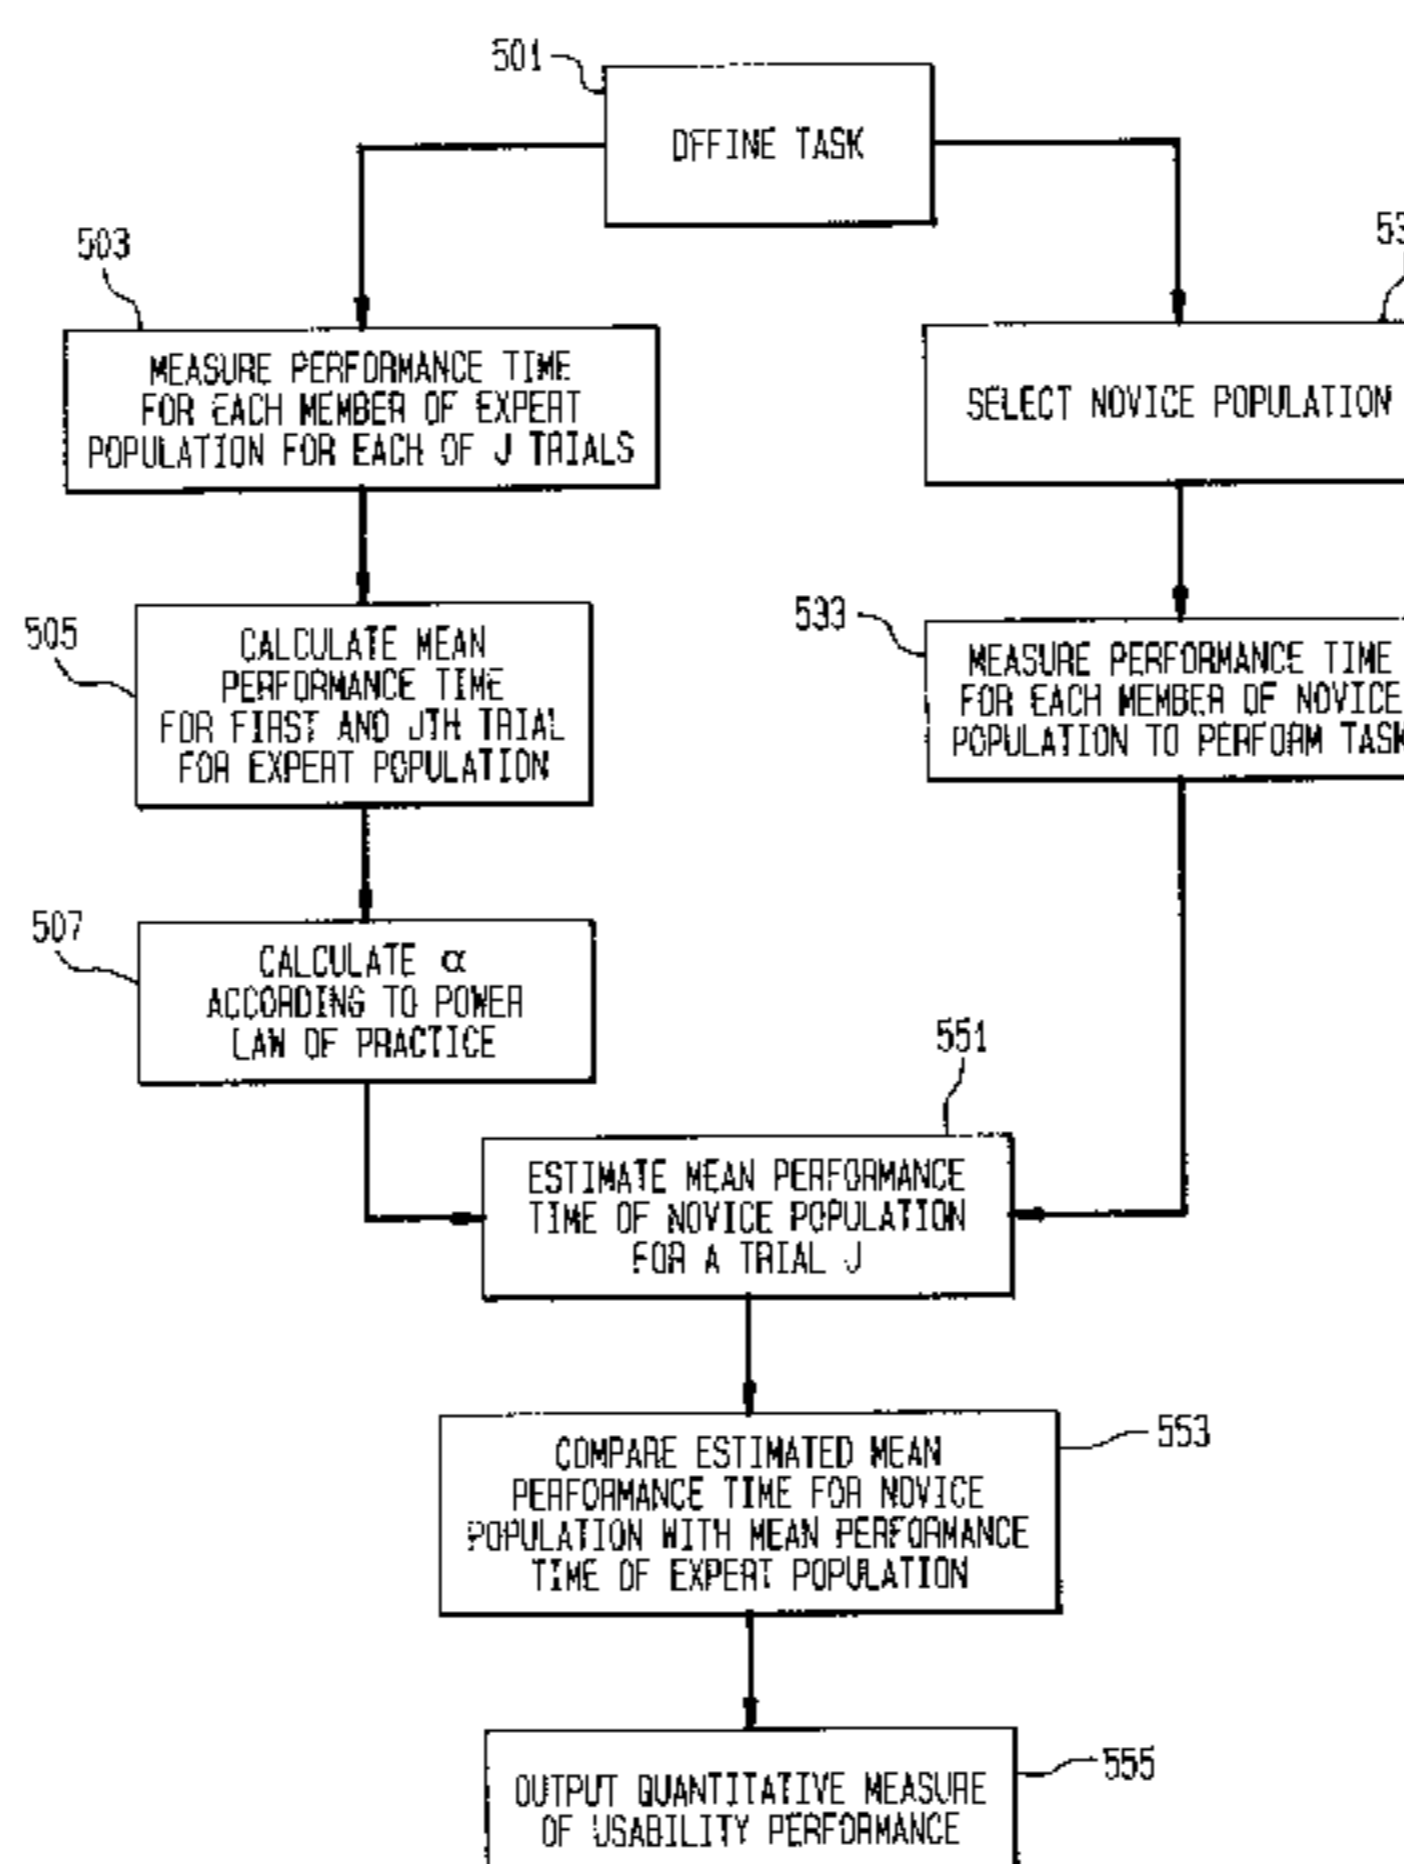 501
DEFINE TASK
503
MEASURE PERFORMANCE TIME
FOR EACH MEMBER OF EXPERT
POPULATION FOR EACH OF J TRIALS
SELECT NOVICE POPULATION
505
CALCULATE MEAN
PERFORMANCE TIME
FOR FIRST AND JTH TRIAL
FOR EXPERT POPULATION
533
MEASURE PERFORMANCE TIME
FOR EACH MEMBER OF NOVICE
POPULATION TO PERFORM TASK
507
CALCULATE α
ACCORDING TO POWER
LAW OF PRACTICE
551
ESTIMATE MEAN PERFORMANCE
TIME OF NOVICE POPULATION
FOR A TRIAL J
553
COMPARE ESTIMATED MEAN
PERFORMANCE TIME FOR NOVICE
POPULATION WITH MEAN PERFORMANCE
TIME OF EXPERT POPULATION
555
OUTPUT QUANTITATIVE MEASURE
OF USABILITY PERFORMANCE